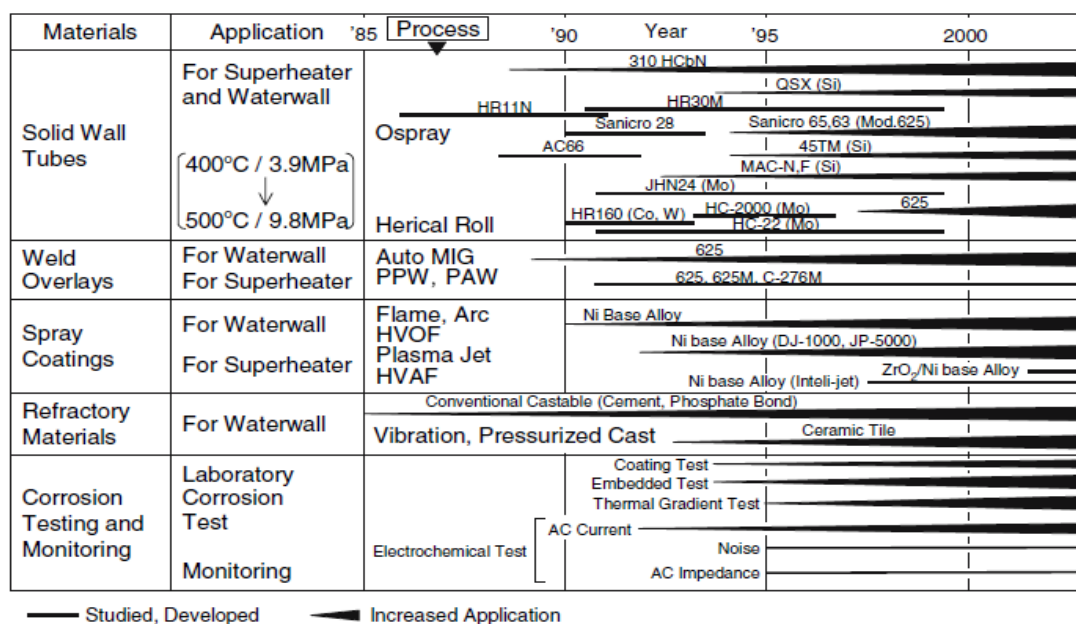 Materials Application '85 Process '90 Year '95 2000
Solid Wall
Tubes
For Superheater
and Waterwall
400°C / 3.9MPa
↓
500°C / 9.8MPa
Ospray
Herical Roll
310 HCbN
QSX (Si)
HR11N
HR30M
Sanicro 28
Sanicro 65,63 (Mod.625)
AC66
45TM (Si)
MAC-N,F (Si)
JHN24 (Mo)
HR160 (Co, W)
HC-2000 (Mo)
625
HC-22 (Mo)
Weld
Overlays
For Waterwall
For Superheater
Auto MIG
PPW, PAW
625
625, 625M, C-276M
Spray
Coatings
For Waterwall
For Superheater
Flame, Arc
HVOF
Plasma Jet
HVAF
Ni Base Alloy
Ni base Alloy (DJ-1000, JP-5000)
ZrO₂/Ni base Alloy
Ni base Alloy (Inteli-jet)
Refractory
Materials
For Waterwall
Conventional Castable (Cement, Phosphate Bond)
Vibration, Pressurized Cast
Ceramic Tile
Corrosion
Testing and
Monitoring
Laboratory
Corrosion
Test
Monitoring
Coating Test
Embedded Test
Thermal Gradient Test
Electrochemical Test
AC Current
Noise
AC Impedance
Studied, Developed
Increased Application